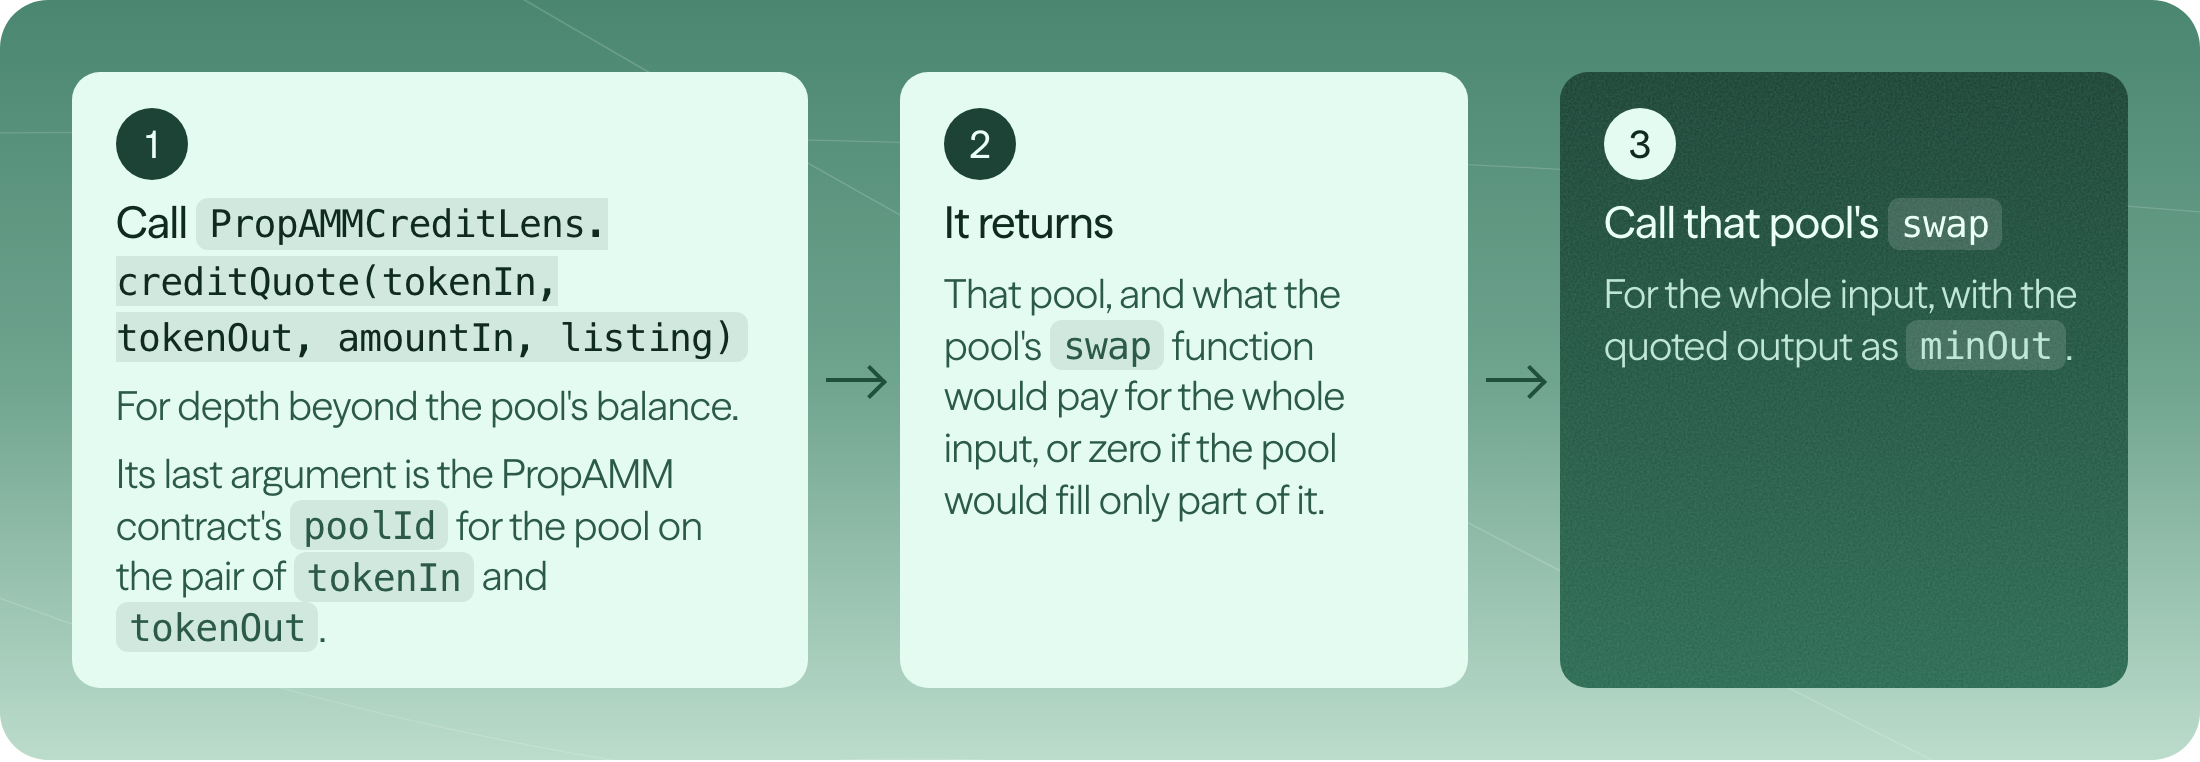 1
Call PropAMMCreditLens.
creditQuote(tokenIn,
tokenOut, amountIn, listing)
For depth beyond the pool's balance.
Its last argument is the PropAMM
contract's poolId for the pool on
the pair of tokenIn and
tokenOut.
2
It returns
That pool, and what the
pool's swap function
would pay for the whole
input, or zero if the pool
would fill only part of it.
3
Call that pool's swap
For the whole input, with the
quoted output as minOut.